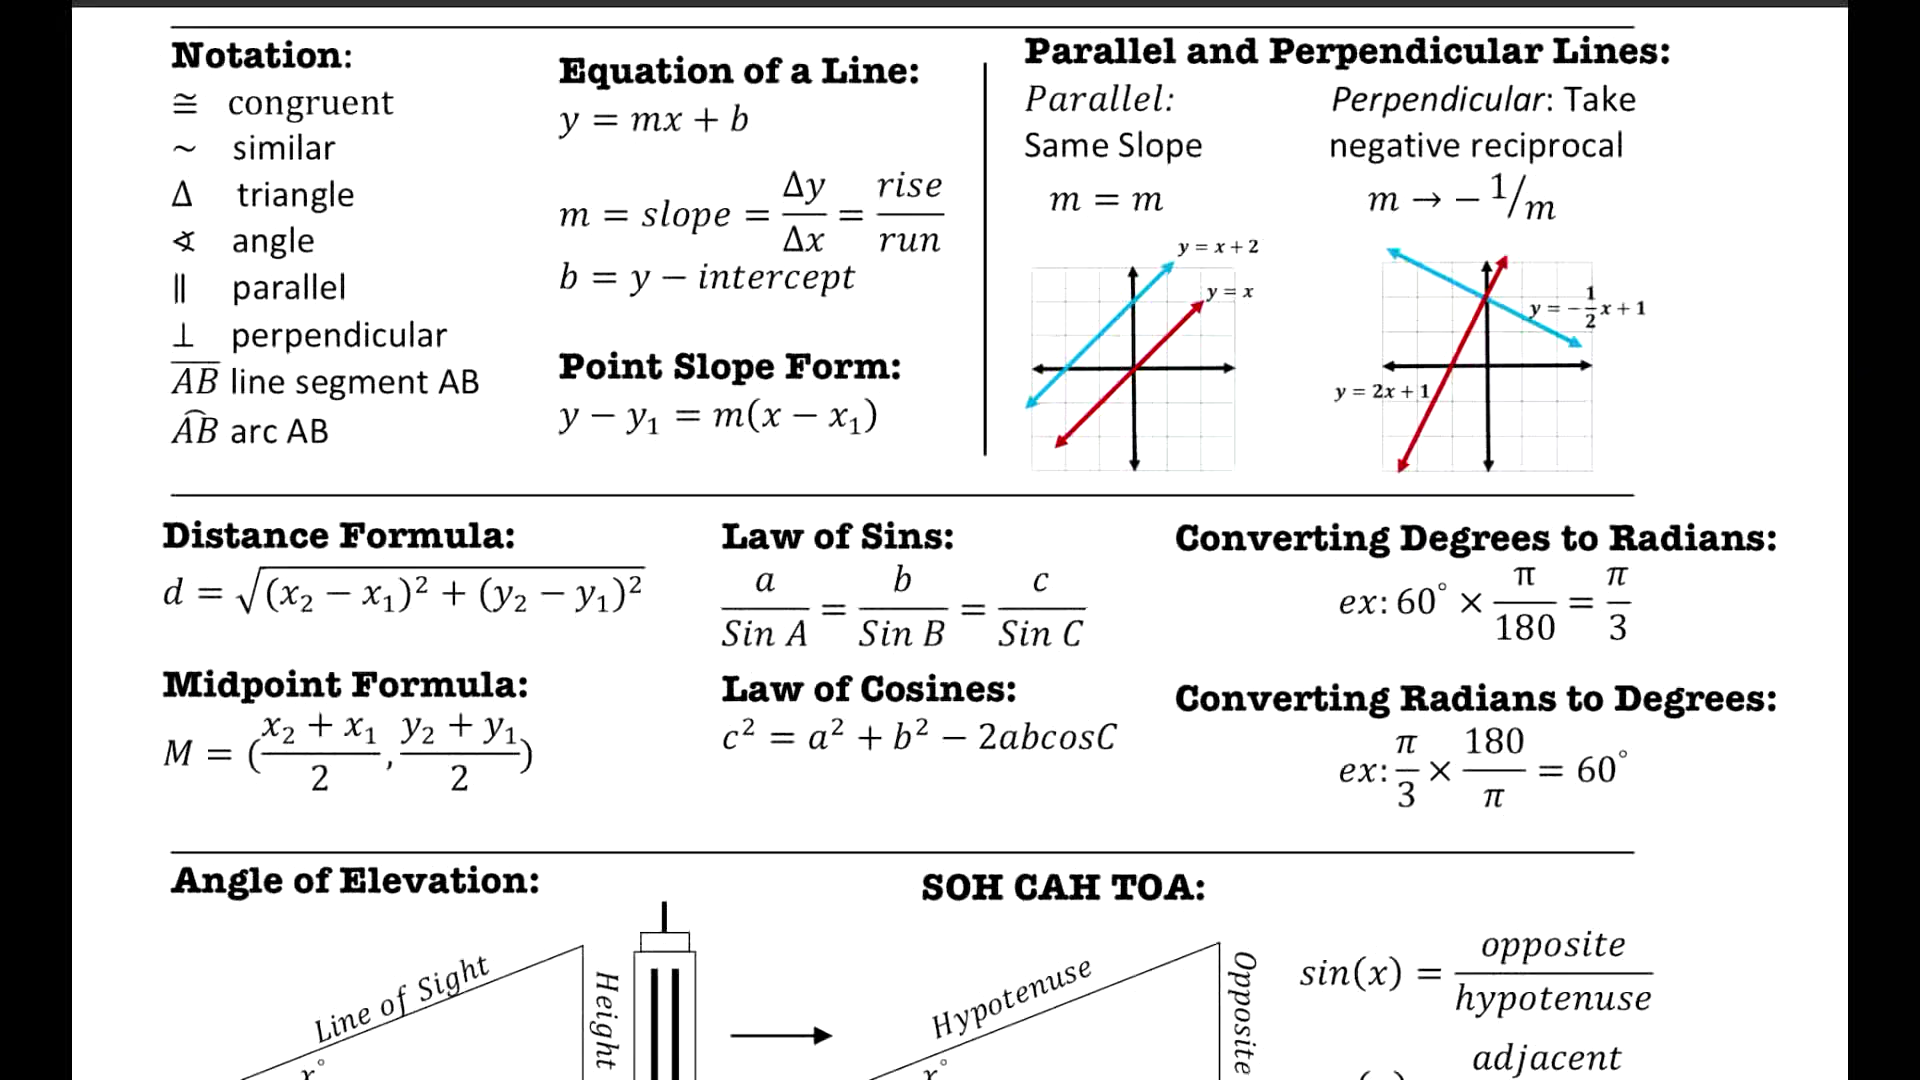 Notation:
≅ congruent
~ similar
Δ triangle
∢ angle
∥ parallel
⊥ perpendicular
\overline{AB} line segment AB
\overset{⌢}{AB} arc AB
Equation of a Line:
y = mx + b
m = slope = Δy/Δx = rise/run
b = y − intercept
Point Slope Form:
y − y₁ = m(x − x₁)
Parallel and Perpendicular Lines:
Parallel:
Same Slope
m = m
y = x + 2
y = x
Perpendicular: Take
negative reciprocal
m → − 1/m
y = −1/2x + 1
y = 2x + 1
Distance Formula:
d = √((x₂ − x₁)² + (y₂ − y₁)²)
Midpoint Formula:
M = ((x₂ + x₁)/2, (y₂ + y₁)/2)
Law of Sins:
a/Sin A = b/Sin B = c/Sin C
Law of Cosines:
c² = a² + b² − 2abcosC
Converting Degrees to Radians:
ex: 60° × π/180 = π/3
Converting Radians to Degrees:
ex: π/3 × 180/π = 60°
Angle of Elevation:
Line of Sight
Height
x°
SOH CAH TOA:
Hypotenuse
Opposite
x°
sin(x) = opposite/hypotenuse
adjacent